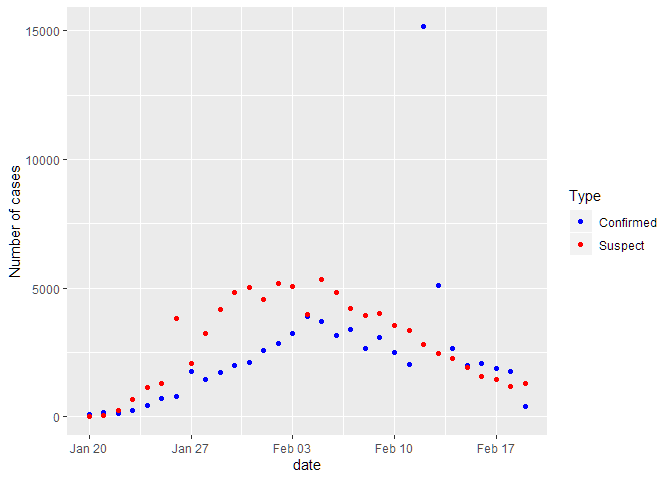 15000
10000
5000
0
Number of cases
Jan 20
Jan 27
Feb 03
Feb 10
Feb 17
date
Type
Confirmed
Suspect